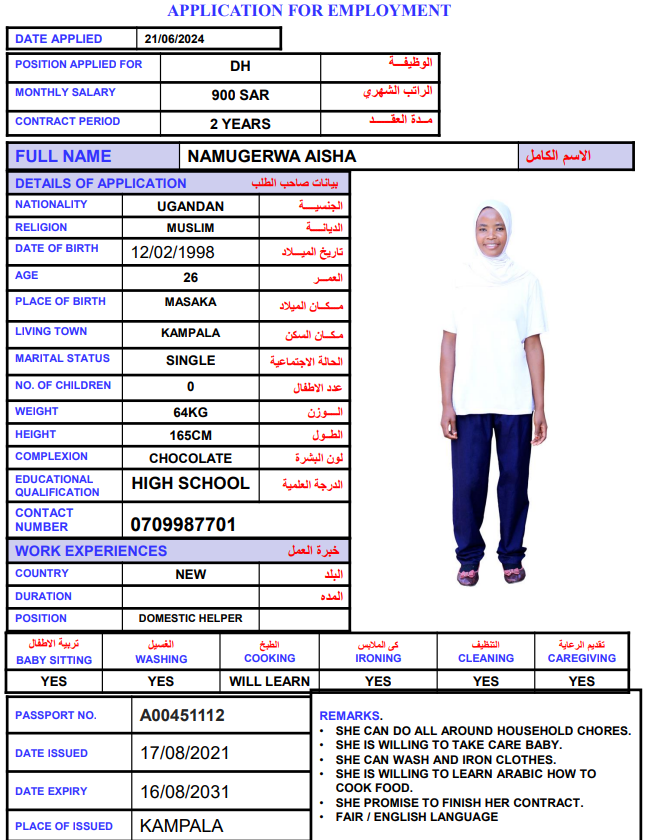 APPLICATION FOR EMPLOYMENT
DATE APPLIED 21/06/2024
POSITION APPLIED FOR DH الوظيفـــة
MONTHLY SALARY 900 SAR الراتب الشهري
CONTRACT PERIOD 2 YEARS مـدة العقـــــد
FULL NAME NAMUGERWA AISHA الاسم الكامل
DETAILS OF APPLICATION بيانات صاحب الطلب
NATIONALITY UGANDAN الجنسيـــة
RELIGION MUSLIM الديانـــة
DATE OF BIRTH 12/02/1998 تاريخ الميـــلاد
AGE 26 العمـــر
PLACE OF BIRTH MASAKA مـــكـان الميلاد
LIVING TOWN KAMPALA مكـان السكن
MARITAL STATUS SINGLE الحالة الاجتماعية
NO. OF CHILDREN 0 عدد الاطفال
WEIGHT 64KG الـــوزن
HEIGHT 165CM الطـول
COMPLEXION CHOCOLATE لون البشرة
EDUCATIONAL QUALIFICATION HIGH SCHOOL الدرجة العلمية
CONTACT NUMBER 0709987701
WORK EXPERIENCES خبرة العمل
COUNTRY NEW البلد
DURATION المده
POSITION DOMESTIC HELPER
تربية الاطفال الغسيل الطبخ كى الملابس التنظيف تقديم الرعاية
BABY SITTING WASHING COOKING IRONING CLEANING CAREGIVING
YES YES WILL LEARN YES YES YES
PASSPORT NO. A00451112
DATE ISSUED 17/08/2021
DATE EXPIRY 16/08/2031
PLACE OF ISSUED KAMPALA
REMARKS.
• SHE CAN DO ALL AROUND HOUSEHOLD CHORES.
• SHE IS WILLING TO TAKE CARE BABY.
• SHE CAN WASH AND IRON CLOTHES.
• SHE IS WILLING TO LEARN ARABIC HOW TO
COOK FOOD.
• SHE PROMISE TO FINISH HER CONTRACT.
• FAIR / ENGLISH LANGUAGE